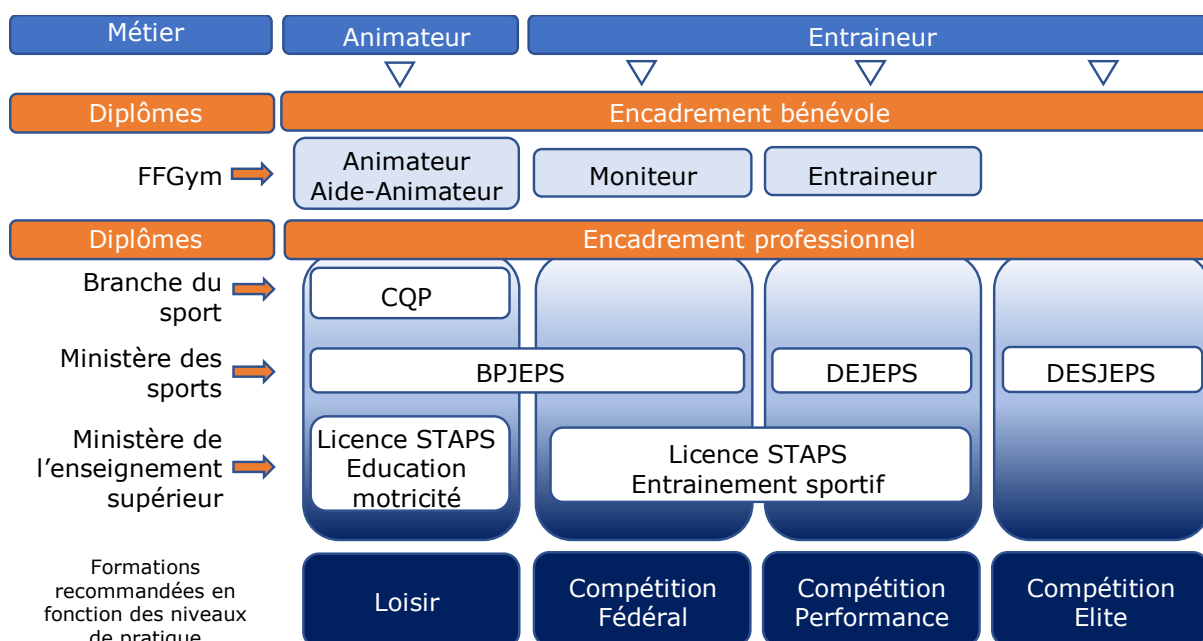 Métier
Animateur
Entraineur
Diplômes
Encadrement bénévole
FFGym
Animateur
Aide-Animateur
Moniteur
Entraineur
Diplômes
Encadrement professionnel
Branche du
sport
CQP
Ministère des
sports
BPJEPS
DEJEPS
DESJEPS
Ministère de
l'enseignement
supérieur
Licence STAPS
Education
motricité
Licence STAPS
Entrainement sportif
Formations
recommandées en
fonction des niveaux
de pratique
Loisir
Compétition
Fédéral
Compétition
Performance
Compétition
Elite